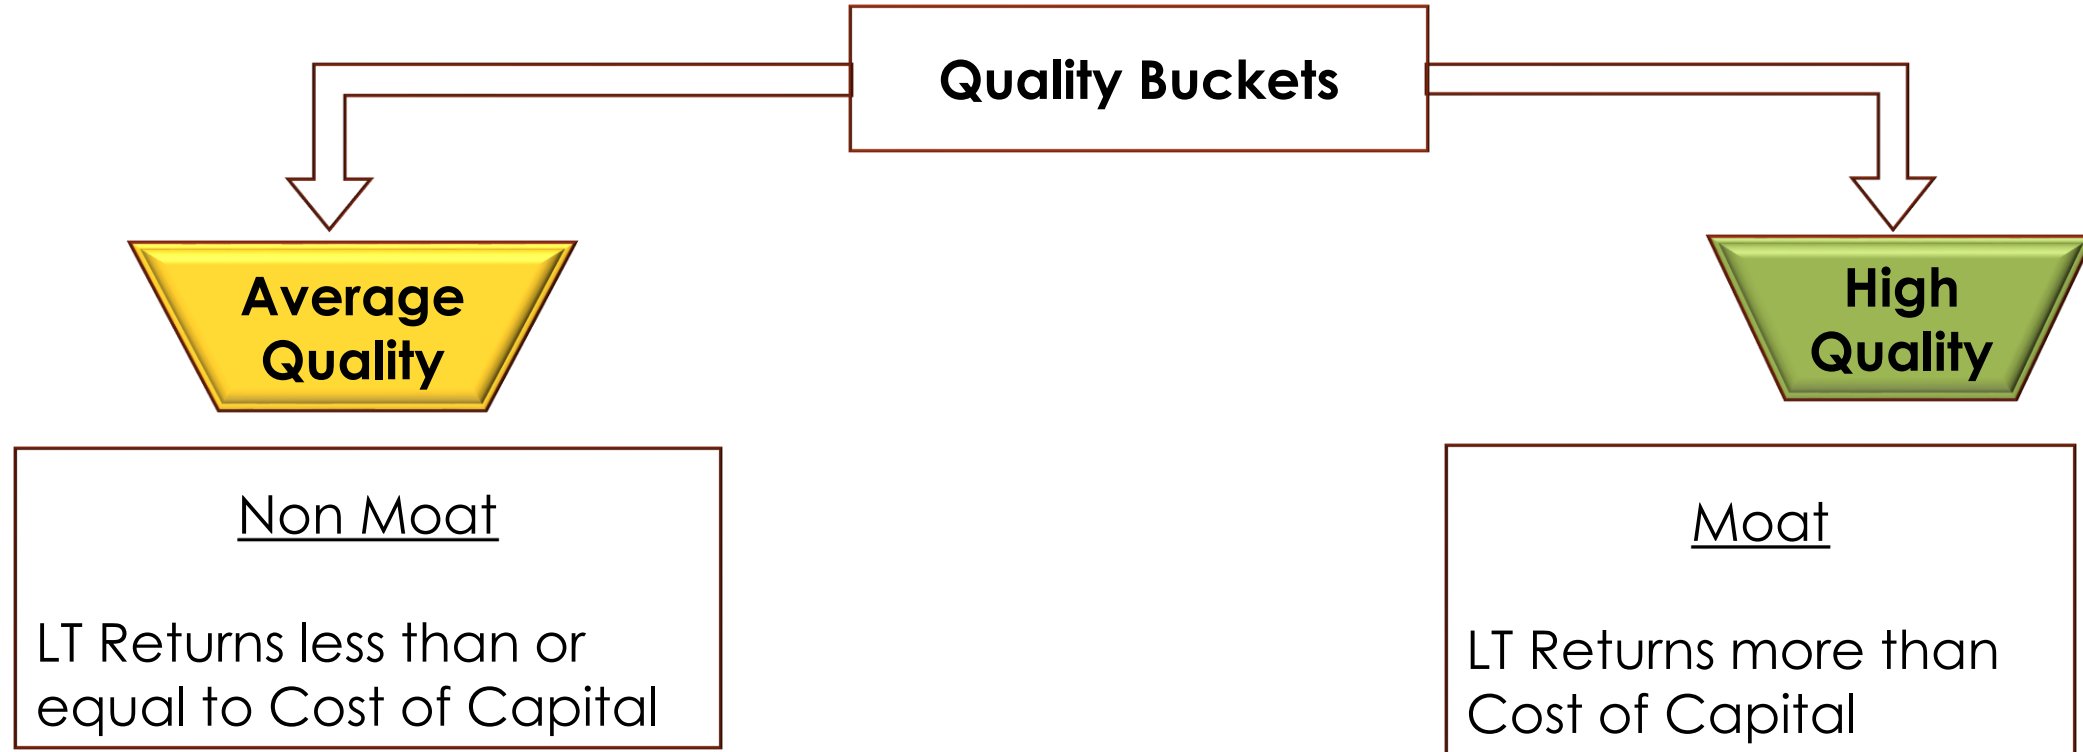 Quality Buckets
Average
Quality
High
Quality
Non Moat
LT Returns less than or
equal to Cost of Capital
Moat
LT Returns more than
Cost of Capital